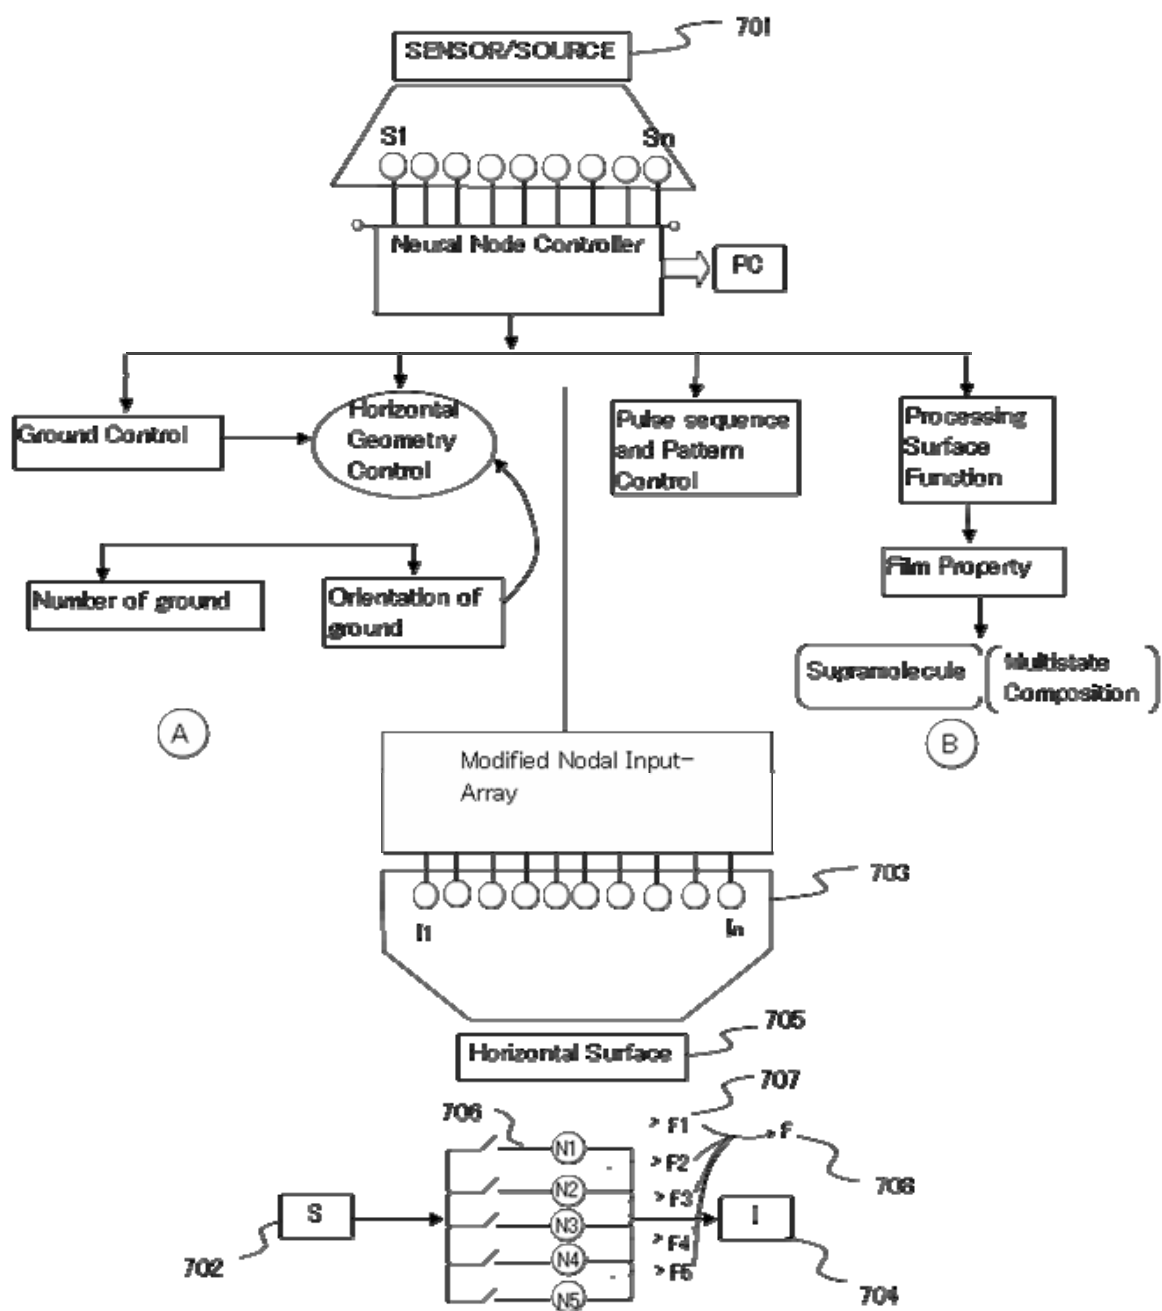 701
SENSOR/SOURCE
S1
Sn
Neural Node Controller
PC
Ground Control
Horizontal
Geometry
Control
Pulse sequence
and Pattern
Control
Processing
Surface
Function
Film Property
Number of ground
Orientation of
ground
Supramolecule
Multistate
Composition
A
B
Modified Nodal Input-
Array
703
I1
In
705
Horizontal Surface
707
706
F1
f
N1
F2
708
N2
F3
S
N3
I
F4
N4
F5
702
704
N5